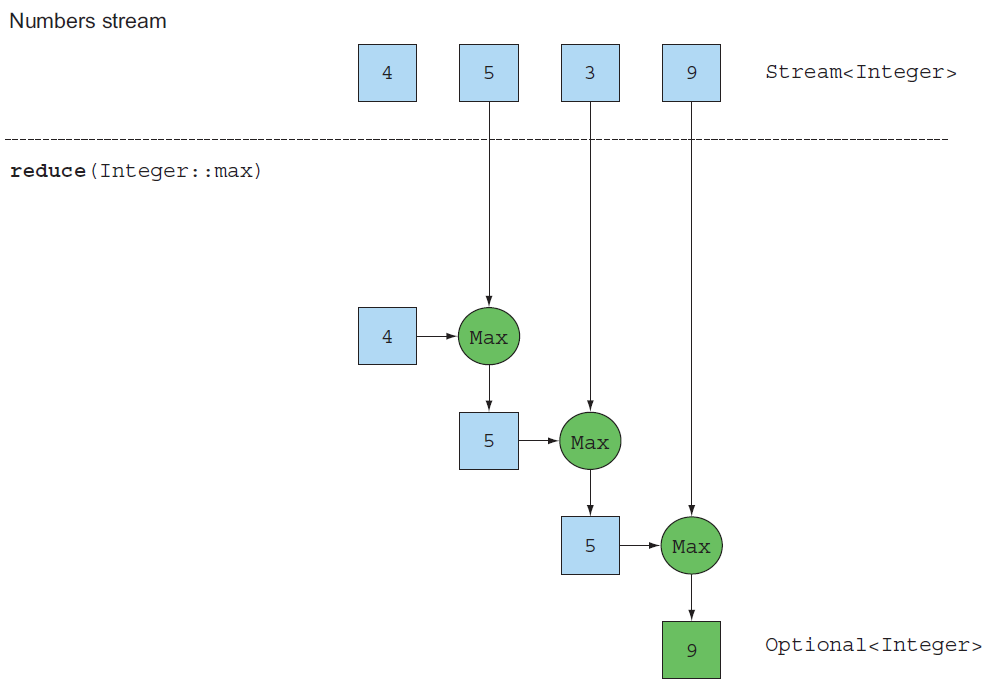 Numbers stream
4 5 3 9 Stream<Integer>
reduce(Integer::max)
4 Max
5 Max
5 Max
9 Optional<Integer>